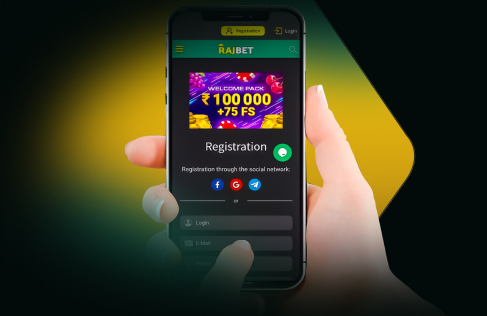 Registration
Login
RAJBET
WELCOME PACK
₹ 100 000
+75 FS
Registration
Registration through the social network:
f
G
or
Login
E-Mail